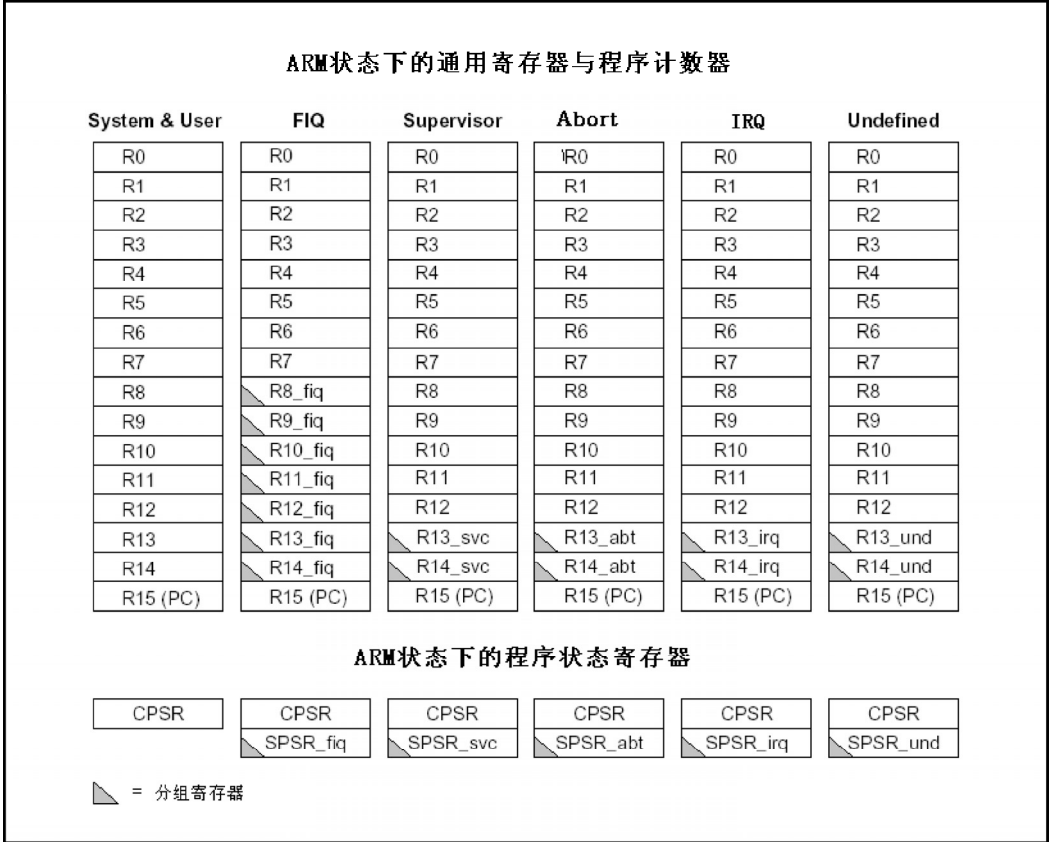 ARM状态下的通用寄存器与程序计数器
System & User FIQ Supervisor Abort IRQ Undefined
R0 R0 R0 R0 R0 R0
R1 R1 R1 R1 R1 R1
R2 R2 R2 R2 R2 R2
R3 R3 R3 R3 R3 R3
R4 R4 R4 R4 R4 R4
R5 R5 R5 R5 R5 R5
R6 R6 R6 R6 R6 R6
R7 R7 R7 R7 R7 R7
R8 R8_fiq R8 R8 R8 R8
R9 R9_fiq R9 R9 R9 R9
R10 R10_fiq R10 R10 R10 R10
R11 R11_fiq R11 R11 R11 R11
R12 R12_fiq R12 R12 R12 R12
R13 R13_fiq R13_svc R13_abt R13_irq R13_und
R14 R14_fiq R14_svc R14_abt R14_irq R14_und
R15 (PC) R15 (PC) R15 (PC) R15 (PC) R15 (PC) R15 (PC)
ARM状态下的程序状态寄存器
CPSR CPSR CPSR CPSR CPSR CPSR
SPSR_fiq SPSR_svc SPSR_abt SPSR_irq SPSR_und
= 分组寄存器